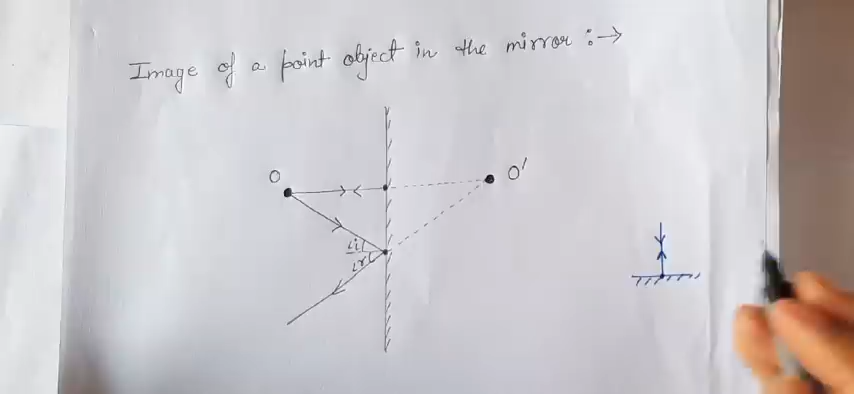 Image of a point object in the mirror :→
O
O'
∠i
∠r